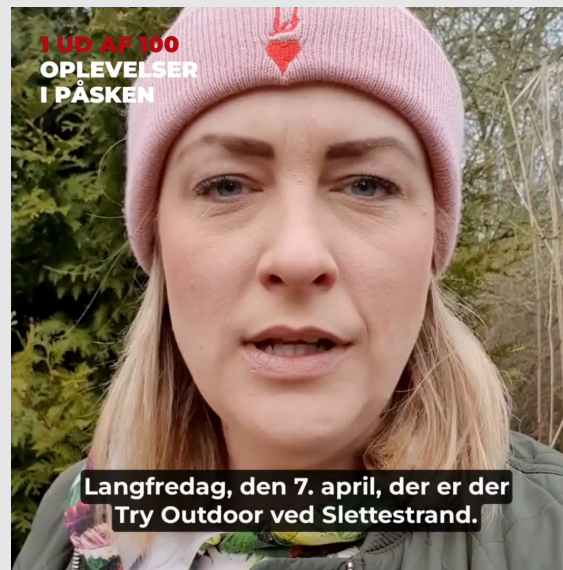 1 UD AF 100
OPLEVELSER
I PÅSKEN
Langfredag, den 7. april, der er der
Try Outdoor ved Slettestrand.